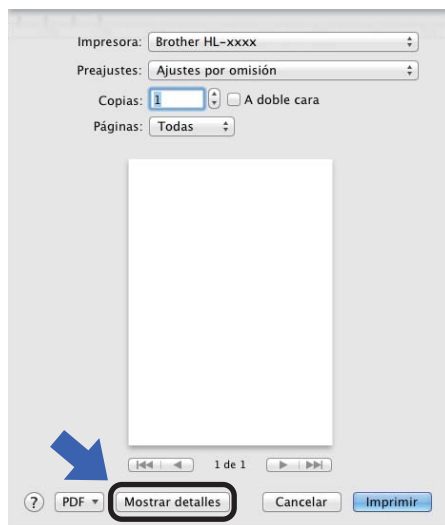 Impresora: Brother HL-xxxx
Preajustes: Ajustes por omisión
Copias: 1 A doble cara
Páginas: Todas
1 de 1
? PDF Mostrar detalles Cancelar Imprimir